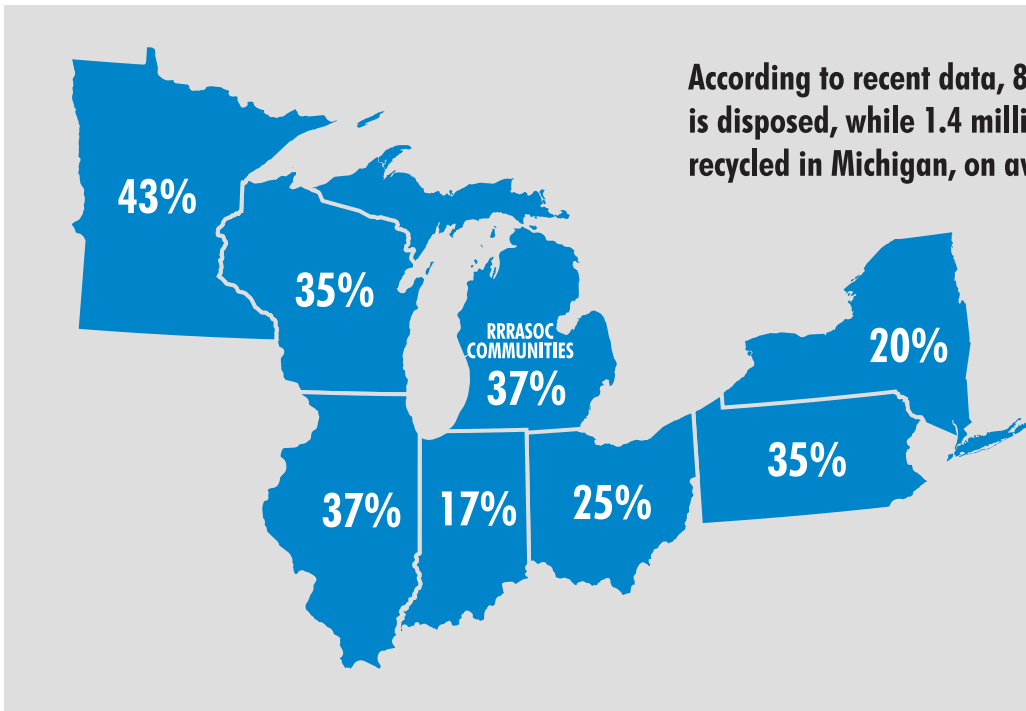 According to recent data, 8
is disposed, while 1.4 milli
recycled in Michigan, on av
43%
35%
RRRASOC
COMMUNITIES
37%
20%
35%
37%
17%
25%